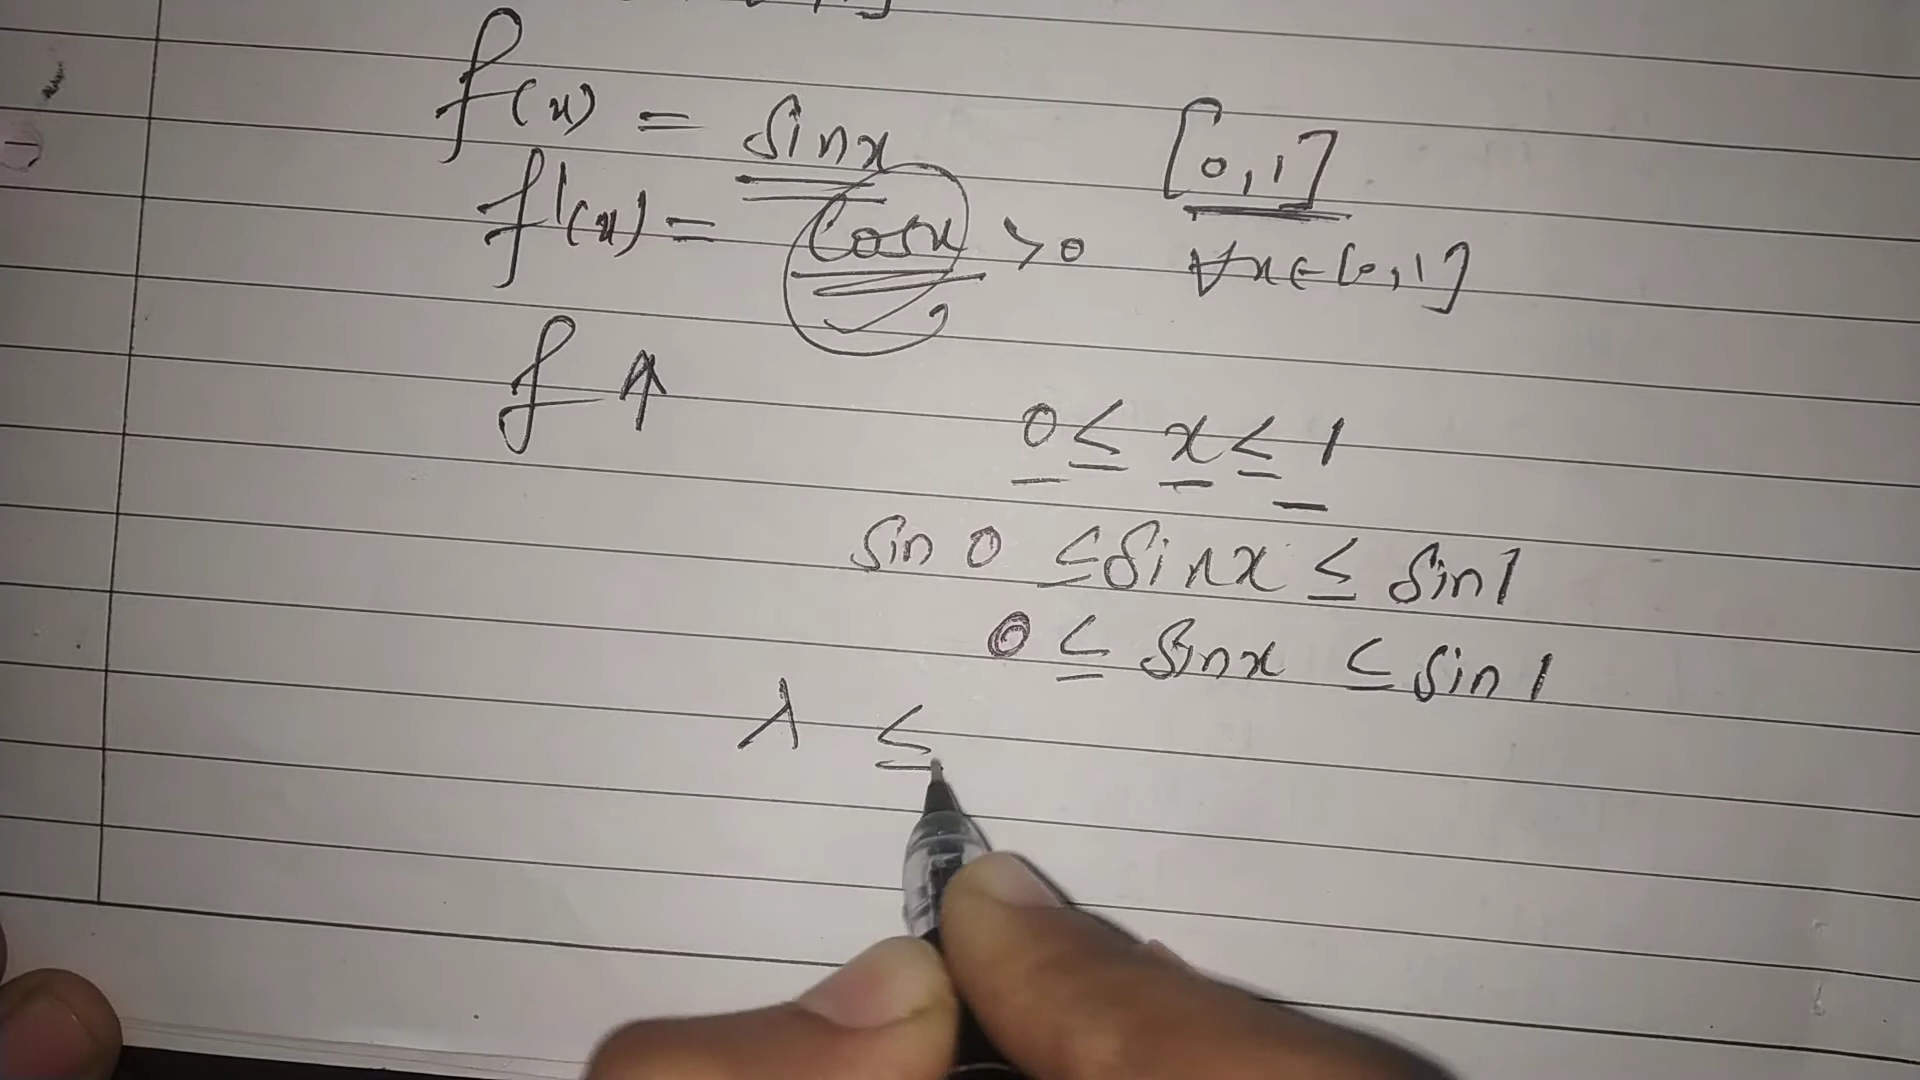 f(x) = sinx [0,1]
f'(x) = Cosx >0 ∀x∈[0,1]
f ↑
0 ≤ x ≤ 1
Sin 0 ≤ Sinx ≤ Sin1
0 ≤ Sinx ≤ Sin1
λ ≤